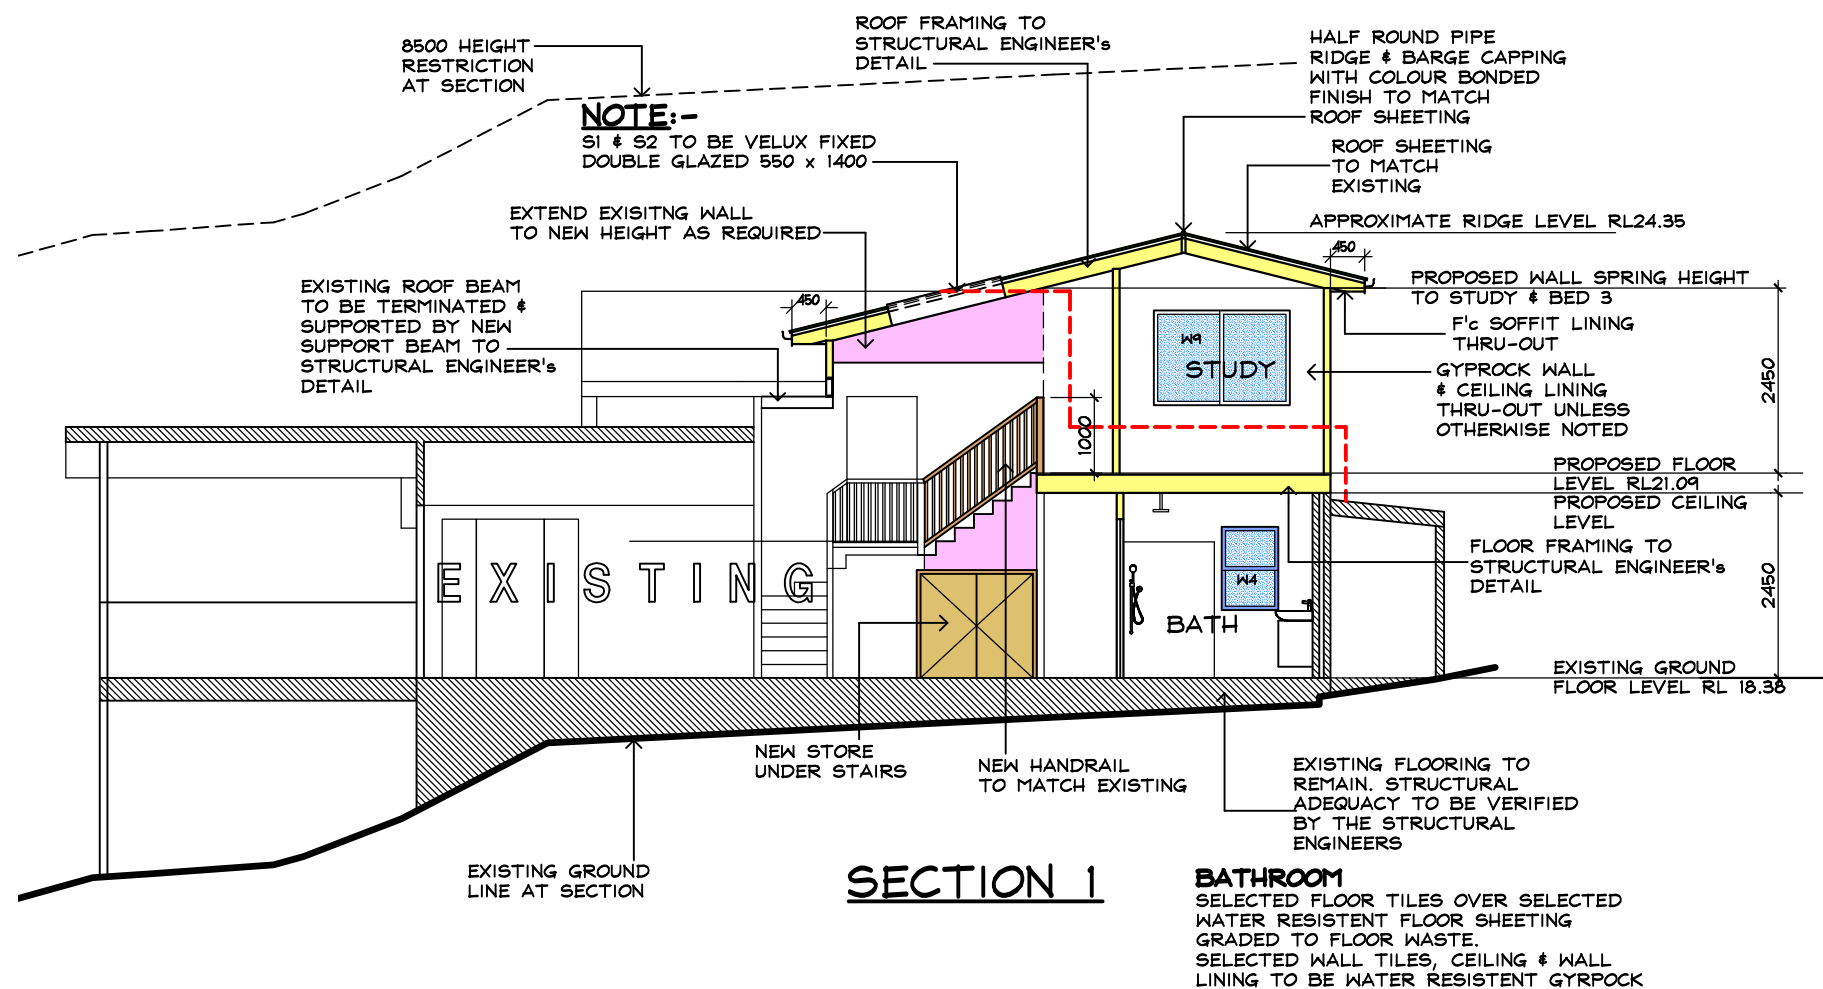 8500 HEIGHT
RESTRICTION
AT SECTION
ROOF FRAMING TO
STRUCTURAL ENGINEER's
DETAIL
HALF ROUND PIPE
RIDGE & BARGE CAPPING
WITH COLOUR BONDED
FINISH TO MATCH
ROOF SHEETING
NOTE:-
S1 & S2 TO BE VELUX FIXED
DOUBLE GLAZED 550 x 1400
ROOF SHEETING
TO MATCH
EXISTING
EXTEND EXISITNG WALL
TO NEW HEIGHT AS REQUIRED
APPROXIMATE RIDGE LEVEL RL24.35
450
EXISTING ROOF BEAM
TO BE TERMINATED &
SUPPORTED BY NEW
SUPPORT BEAM TO
STRUCTURAL ENGINEER's
DETAIL
450
PROPOSED WALL SPRING HEIGHT
TO STUDY & BED 3
F'c SOFFIT LINING
THRU-OUT
W9
STUDY
GYPROCK WALL
& CEILING LINING
THRU-OUT UNLESS
OTHERWISE NOTED
2450
1000
PROPOSED FLOOR
LEVEL RL21.09
PROPOSED CEILING
LEVEL
FLOOR FRAMING TO
STRUCTURAL ENGINEER's
DETAIL
2450
EXISTING
W4
BATH
EXISTING GROUND
FLOOR LEVEL RL 18.38
NEW STORE
UNDER STAIRS
NEW HANDRAIL
TO MATCH EXISTING
EXISTING FLOORING TO
REMAIN. STRUCTURAL
ADEQUACY TO BE VERIFIED
BY THE STRUCTURAL
ENGINEERS
EXISTING GROUND
LINE AT SECTION
SECTION 1
BATHROOM
SELECTED FLOOR TILES OVER SELECTED
WATER RESISTENT FLOOR SHEETING
GRADED TO FLOOR WASTE.
SELECTED WALL TILES, CEILING & WALL
LINING TO BE WATER RESISTENT GYRPOCK